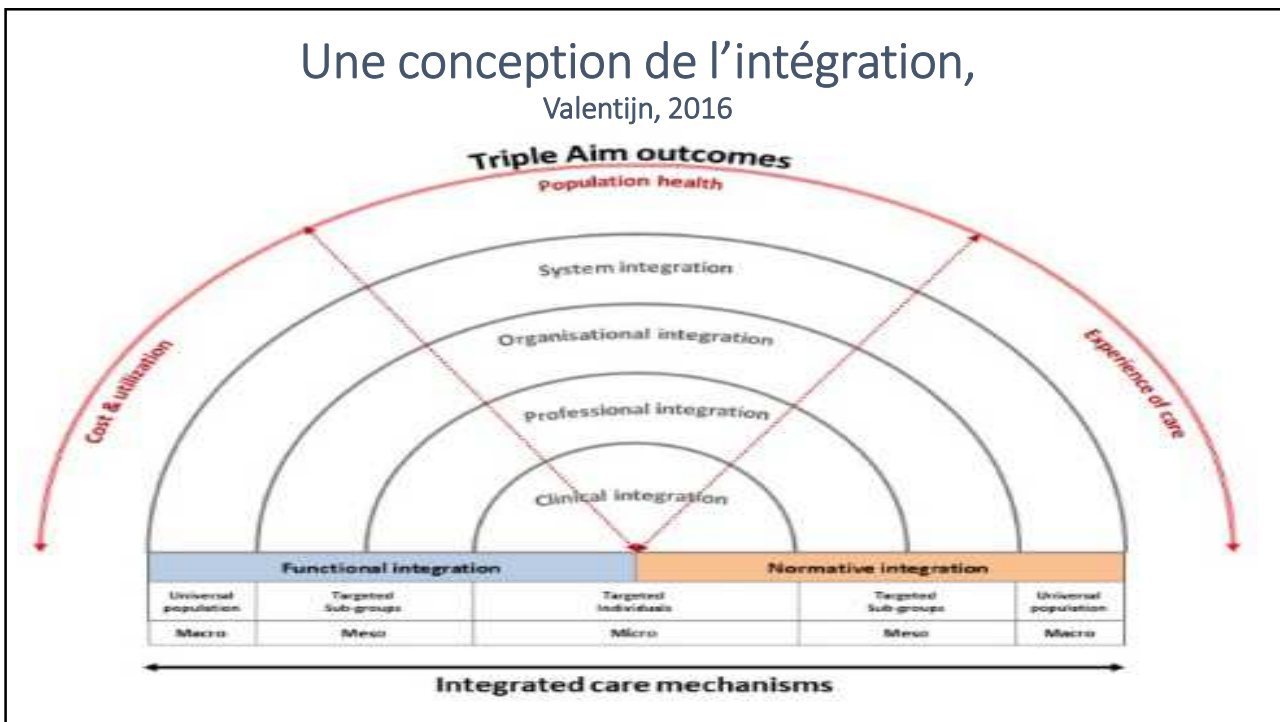 Une conception de l’intégration,
Valentijn, 2016
Triple Aim outcomes
Population health
System integration
Organisational integration
Cost & utilization
Experience of care
Professional integration
Clinical integration
Functional integration
Normative integration
Universal
population
Targeted
Sub-groups
Targeted
Individuals
Targeted
Sub-groups
Universal
population
Macro
Meso
Micro
Meso
Macro
Integrated care mechanisms